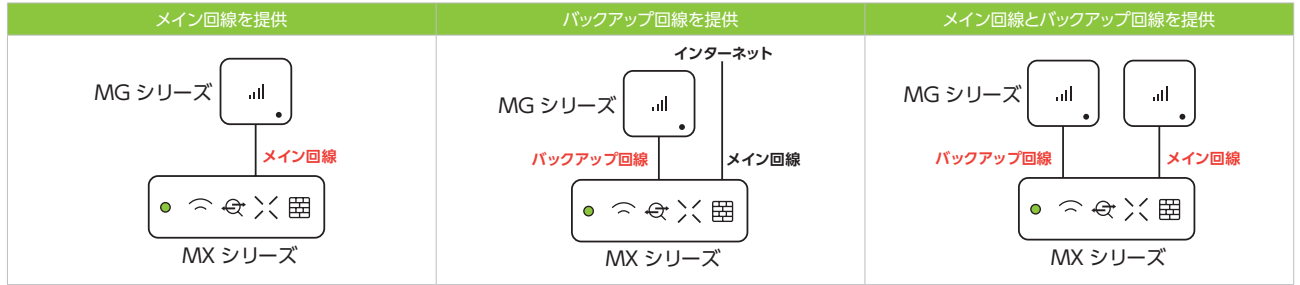 メイン回線を提供
MG シリーズ
メイン回線
MX シリーズ
バックアップ回線を提供
インターネット
MG シリーズ
バックアップ回線
メイン回線
MX シリーズ
メイン回線とバックアップ回線を提供
MG シリーズ
バックアップ回線
メイン回線
MX シリーズ